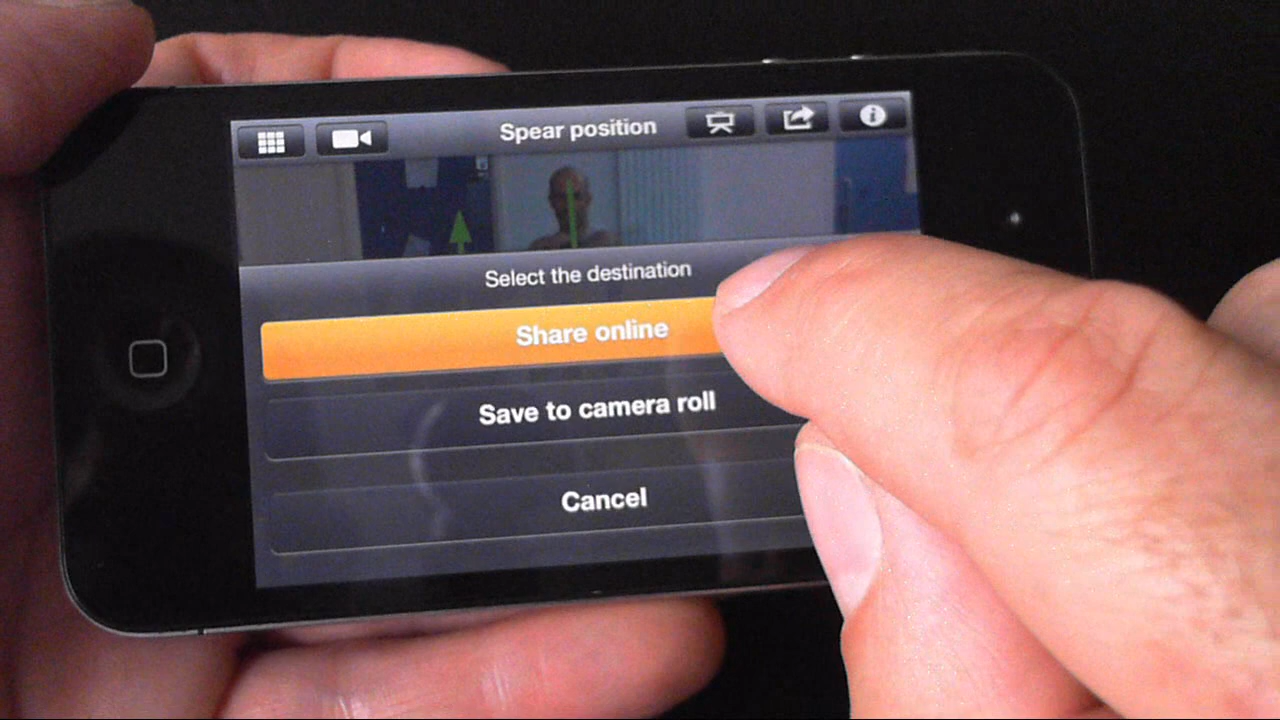 Spear position
Select the destination
Share online
Save to camera roll
Cancel